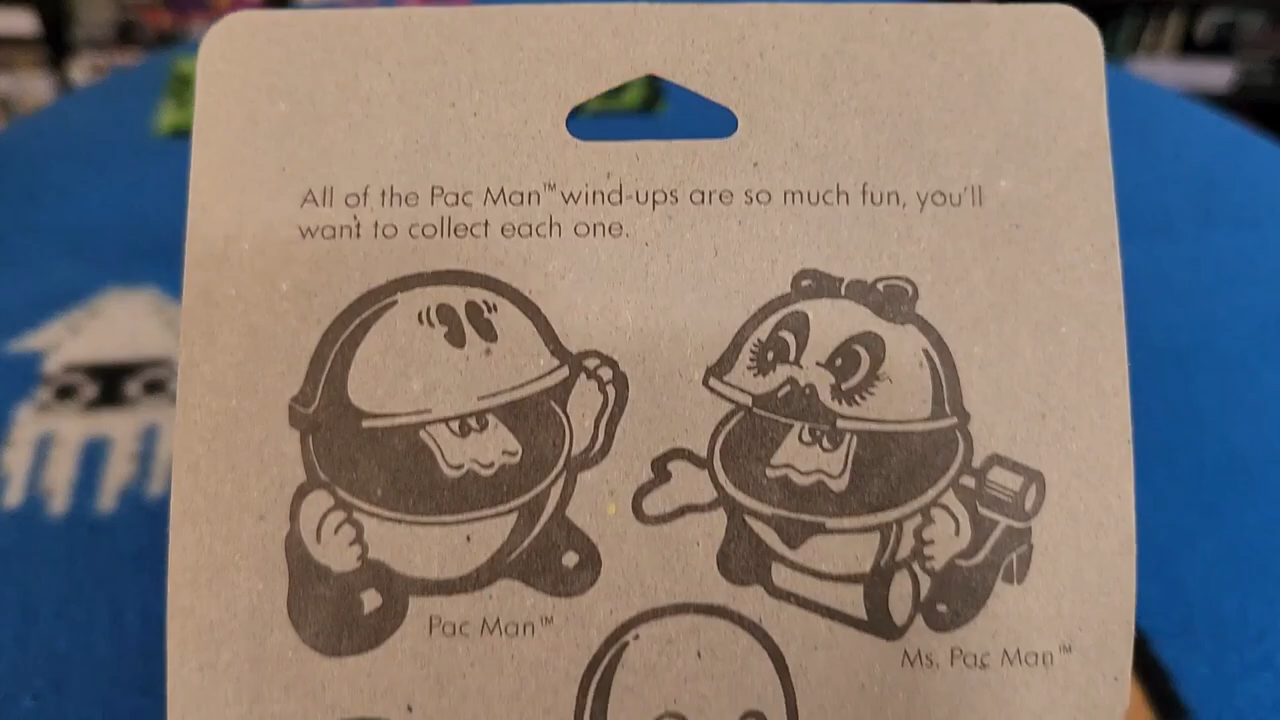 All of the Pac Man™ wind-ups are so much fun, you'll
want to collect each one.
Pac Man™
Ms. Pac Man™